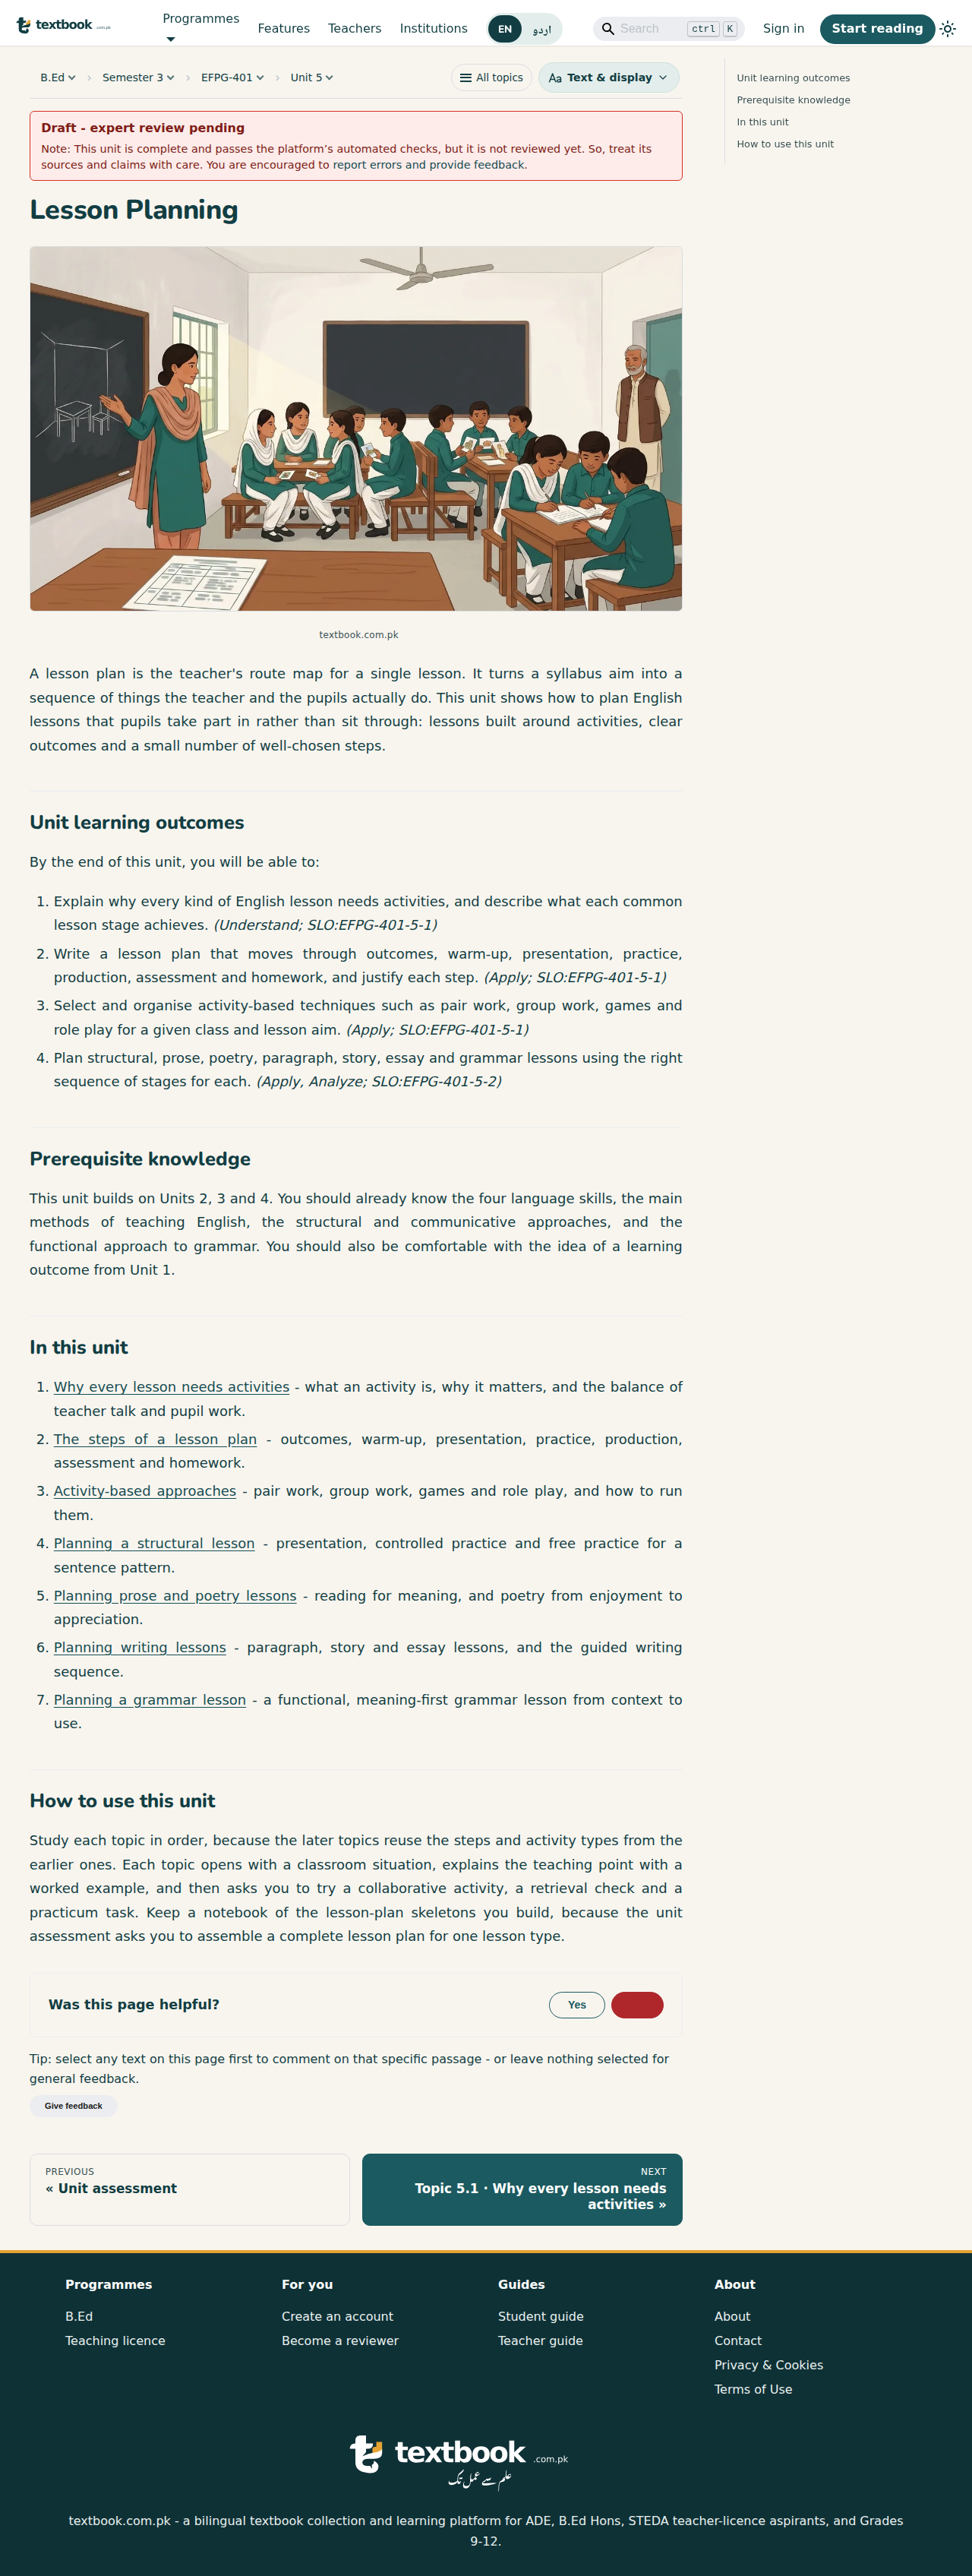 textbook .com.pk
Programmes
Features
Teachers
Institutions
EN
اردو
Search
ctrl K
Sign in
Start reading
B.Ed
Semester 3
EFPG-401
Unit 5
All topics
Text & display
Unit learning outcomes
Prerequisite knowledge
In this unit
How to use this unit
Draft - expert review pending
Note: This unit is complete and passes the platform’s automated checks, but it is not reviewed yet. So, treat its
sources and claims with care. You are encouraged to report errors and provide feedback.
Lesson Planning
textbook.com.pk
A lesson plan is the teacher's route map for a single lesson. It turns a syllabus aim into a
sequence of things the teacher and the pupils actually do. This unit shows how to plan English
lessons that pupils take part in rather than sit through: lessons built around activities, clear
outcomes and a small number of well-chosen steps.
Unit learning outcomes
By the end of this unit, you will be able to:
1. Explain why every kind of English lesson needs activities, and describe what each common
lesson stage achieves. (Understand; SLO:EFPG-401-5-1)
2. Write a lesson plan that moves through outcomes, warm-up, presentation, practice,
production, assessment and homework, and justify each step. (Apply; SLO:EFPG-401-5-1)
3. Select and organise activity-based techniques such as pair work, group work, games and
role play for a given class and lesson aim. (Apply; SLO:EFPG-401-5-1)
4. Plan structural, prose, poetry, paragraph, story, essay and grammar lessons using the right
sequence of stages for each. (Apply, Analyze; SLO:EFPG-401-5-2)
Prerequisite knowledge
This unit builds on Units 2, 3 and 4. You should already know the four language skills, the main
methods of teaching English, the structural and communicative approaches, and the
functional approach to grammar. You should also be comfortable with the idea of a learning
outcome from Unit 1.
In this unit
1. Why every lesson needs activities - what an activity is, why it matters, and the balance of
teacher talk and pupil work.
2. The steps of a lesson plan - outcomes, warm-up, presentation, practice, production,
assessment and homework.
3. Activity-based approaches - pair work, group work, games and role play, and how to run
them.
4. Planning a structural lesson - presentation, controlled practice and free practice for a
sentence pattern.
5. Planning prose and poetry lessons - reading for meaning, and poetry from enjoyment to
appreciation.
6. Planning writing lessons - paragraph, story and essay lessons, and the guided writing
sequence.
7. Planning a grammar lesson - a functional, meaning-first grammar lesson from context to
use.
How to use this unit
Study each topic in order, because the later topics reuse the steps and activity types from the
earlier ones. Each topic opens with a classroom situation, explains the teaching point with a
worked example, and then asks you to try a collaborative activity, a retrieval check and a
practicum task. Keep a notebook of the lesson-plan skeletons you build, because the unit
assessment asks you to assemble a complete lesson plan for one lesson type.
Was this page helpful?
Yes
Tip: select any text on this page first to comment on that specific passage - or leave nothing selected for
general feedback.
Give feedback
PREVIOUS
« Unit assessment
NEXT
Topic 5.1 · Why every lesson needs
activities »
Programmes
B.Ed
Teaching licence
For you
Create an account
Become a reviewer
Guides
Student guide
Teacher guide
About
About
Contact
Privacy & Cookies
Terms of Use
textbook .com.pk
علم سے عمل تک
textbook.com.pk - a bilingual textbook collection and learning platform for ADE, B.Ed Hons, STEDA teacher-licence aspirants, and Grades
9-12.